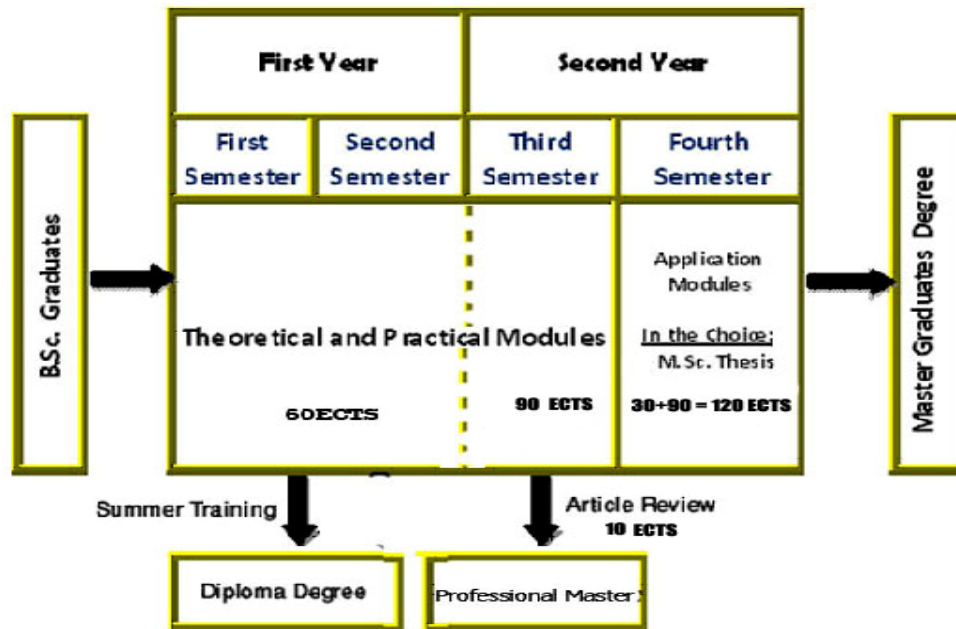 First Year
Second Year
First
Semester
Second
Semester
Third
Semester
Fourth
Semester
B.Sc. Graduates
Application
Modules
Theoretical and Practical Modules
In the Choice;
M.Sc. Thesis
60ECTS
90 ECTS
30+90 = 120 ECTS
Master Graduates Degree
Summer Training
Article Review
10 ECTS
Diploma Degree
Professional Master